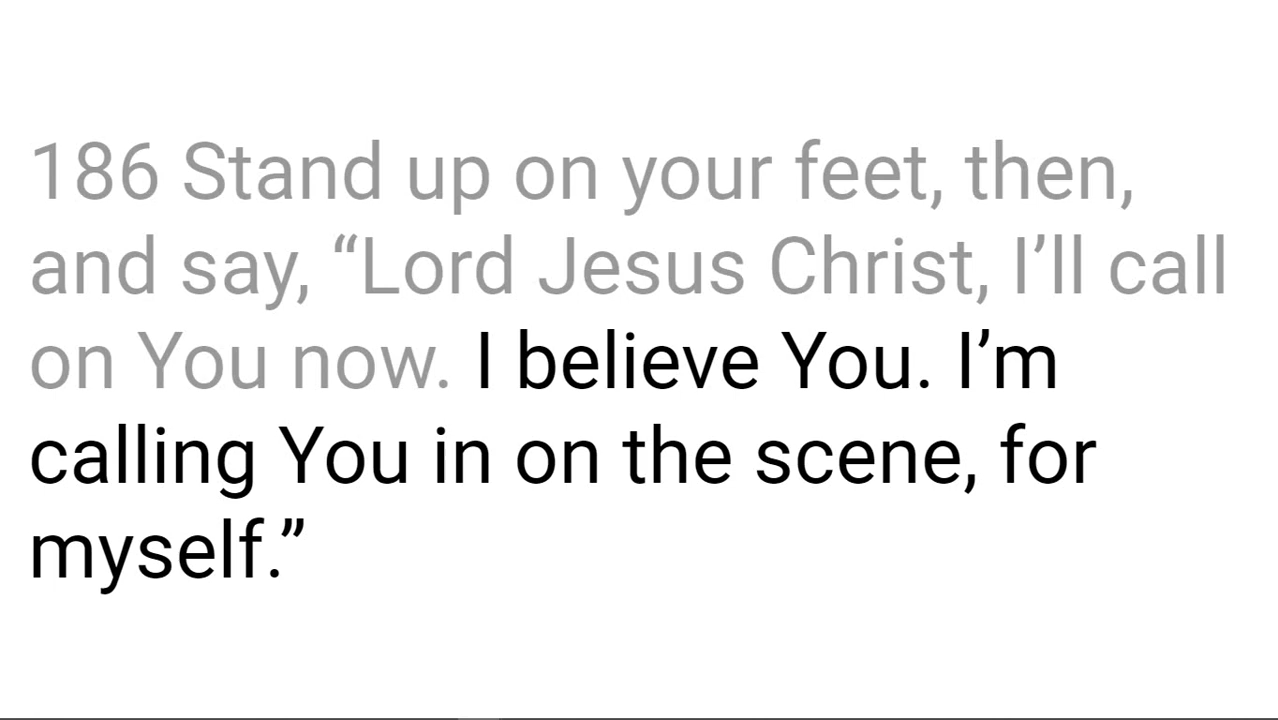 186 Stand up on your feet, then,
and say, “Lord Jesus Christ, I’ll call
on You now. I believe You. I’m
calling You in on the scene, for
myself.”